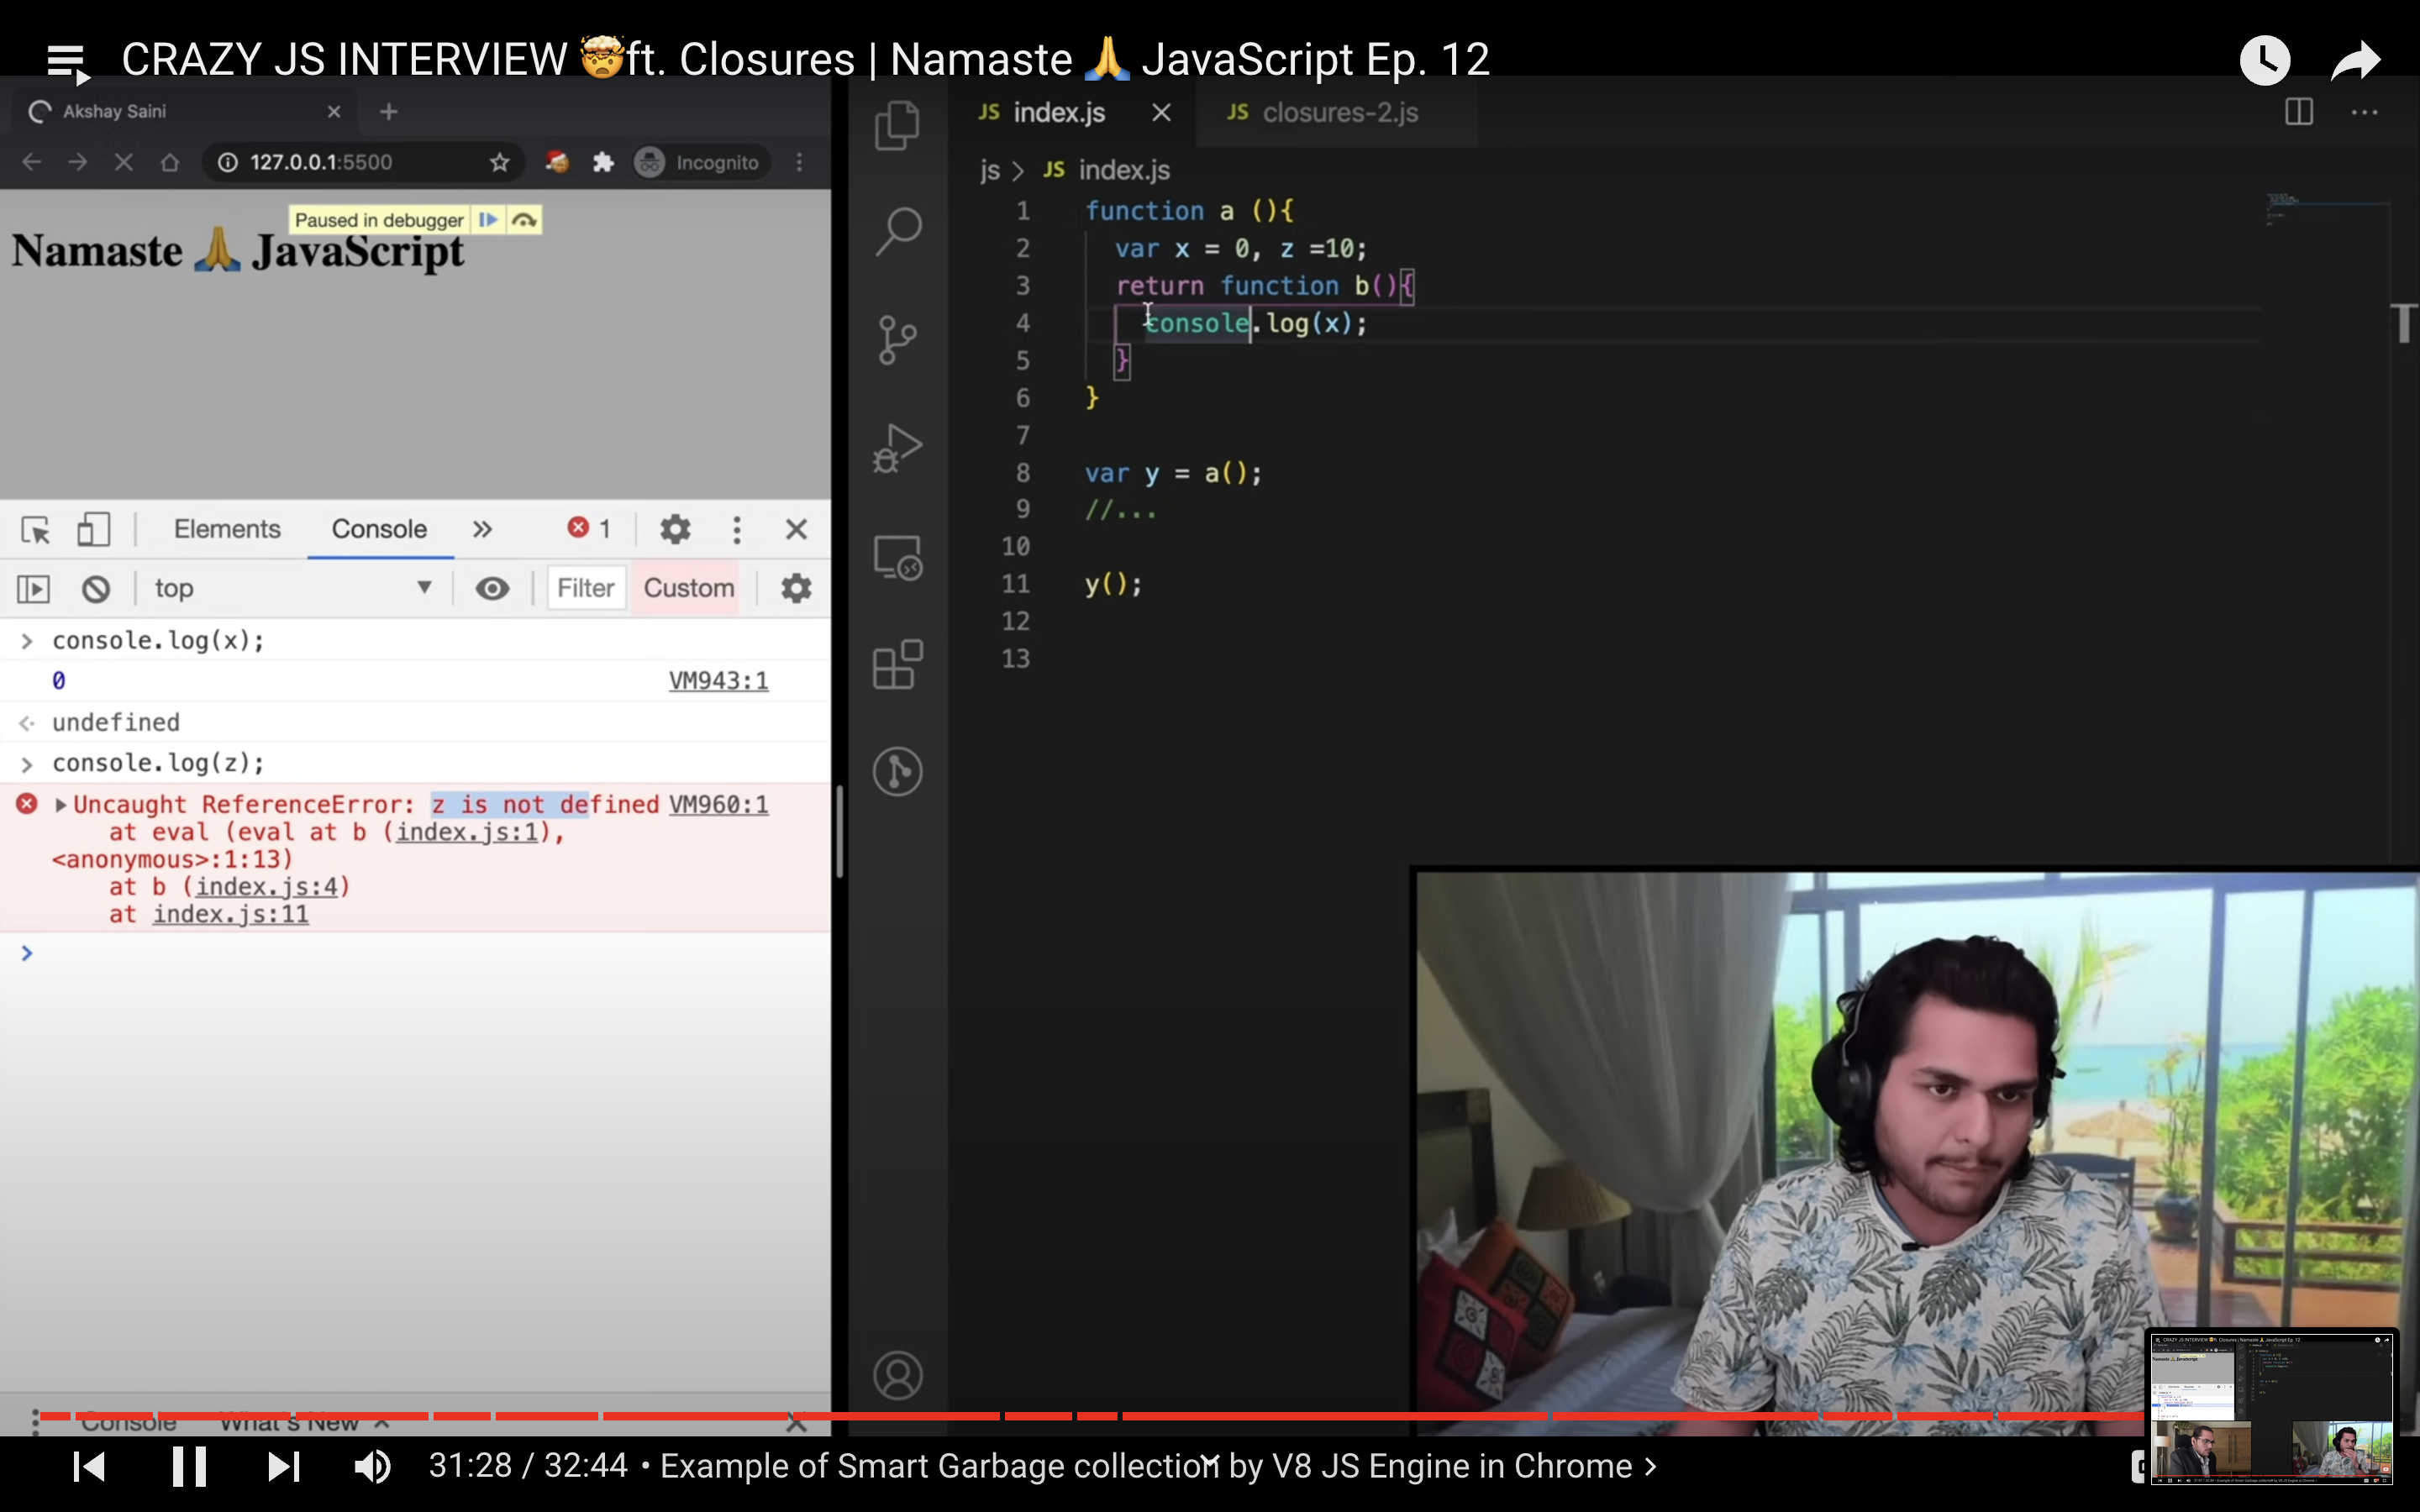 CRAZY JS INTERVIEW 🤯ft. Closures | Namaste 🙏 JavaScript Ep. 12
Akshay Saini
127.0.0.1:5500
Incognito
Paused in debugger
Namaste 🙏 JavaScript
Elements
Console
1
top
Filter
Custom
console.log(x);
0
VM943:1
undefined
console.log(z);
Uncaught ReferenceError: z is not defined VM960:1
at eval (eval at b (index.js:1),
<anonymous>:1:13)
at b (index.js:4)
at index.js:11
Console
What's New
JS index.js
JS closures-2.js
js > JS index.js
1 function a (){
2 var x = 0, z =10;
3 return function b(){
4 console.log(x);
5 }
6 }
7
8 var y = a();
9 //...
10
11 y();
12
13
T
31:28 / 32:44 • Example of Smart Garbage collection by V8 JS Engine in Chrome >